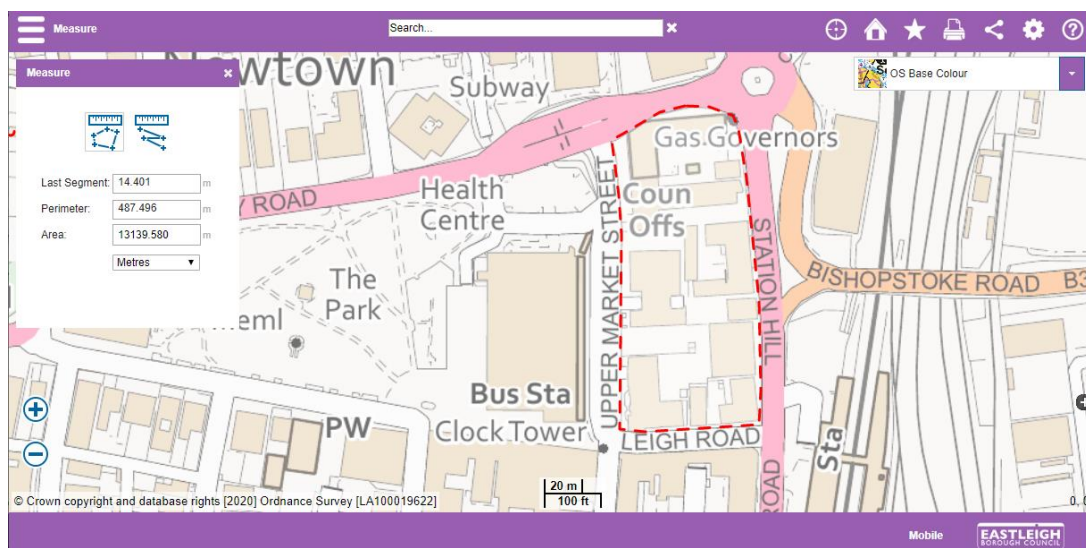 Measure
Search...
OS Base Colour
Measure
Last Segment: 14.401 m
Perimeter: 487.496 m
Area: 13139.580 m
Metres
wtown
Subway
Gas Governors
Y ROAD
Health
Centre
Coun
Offs
UPPER MARKET STREET
STATION HILL
BISHOPSTOKE ROAD B3
The
Park
Meml
Bus Sta
PW
Clock Tower
LEIGH ROAD
Sta
ROAD
20 m
100 ft
© Crown copyright and database rights [2020] Ordnance Survey [LA100019622]
Mobile
EASTLEIGH
BOROUGH COUNCIL